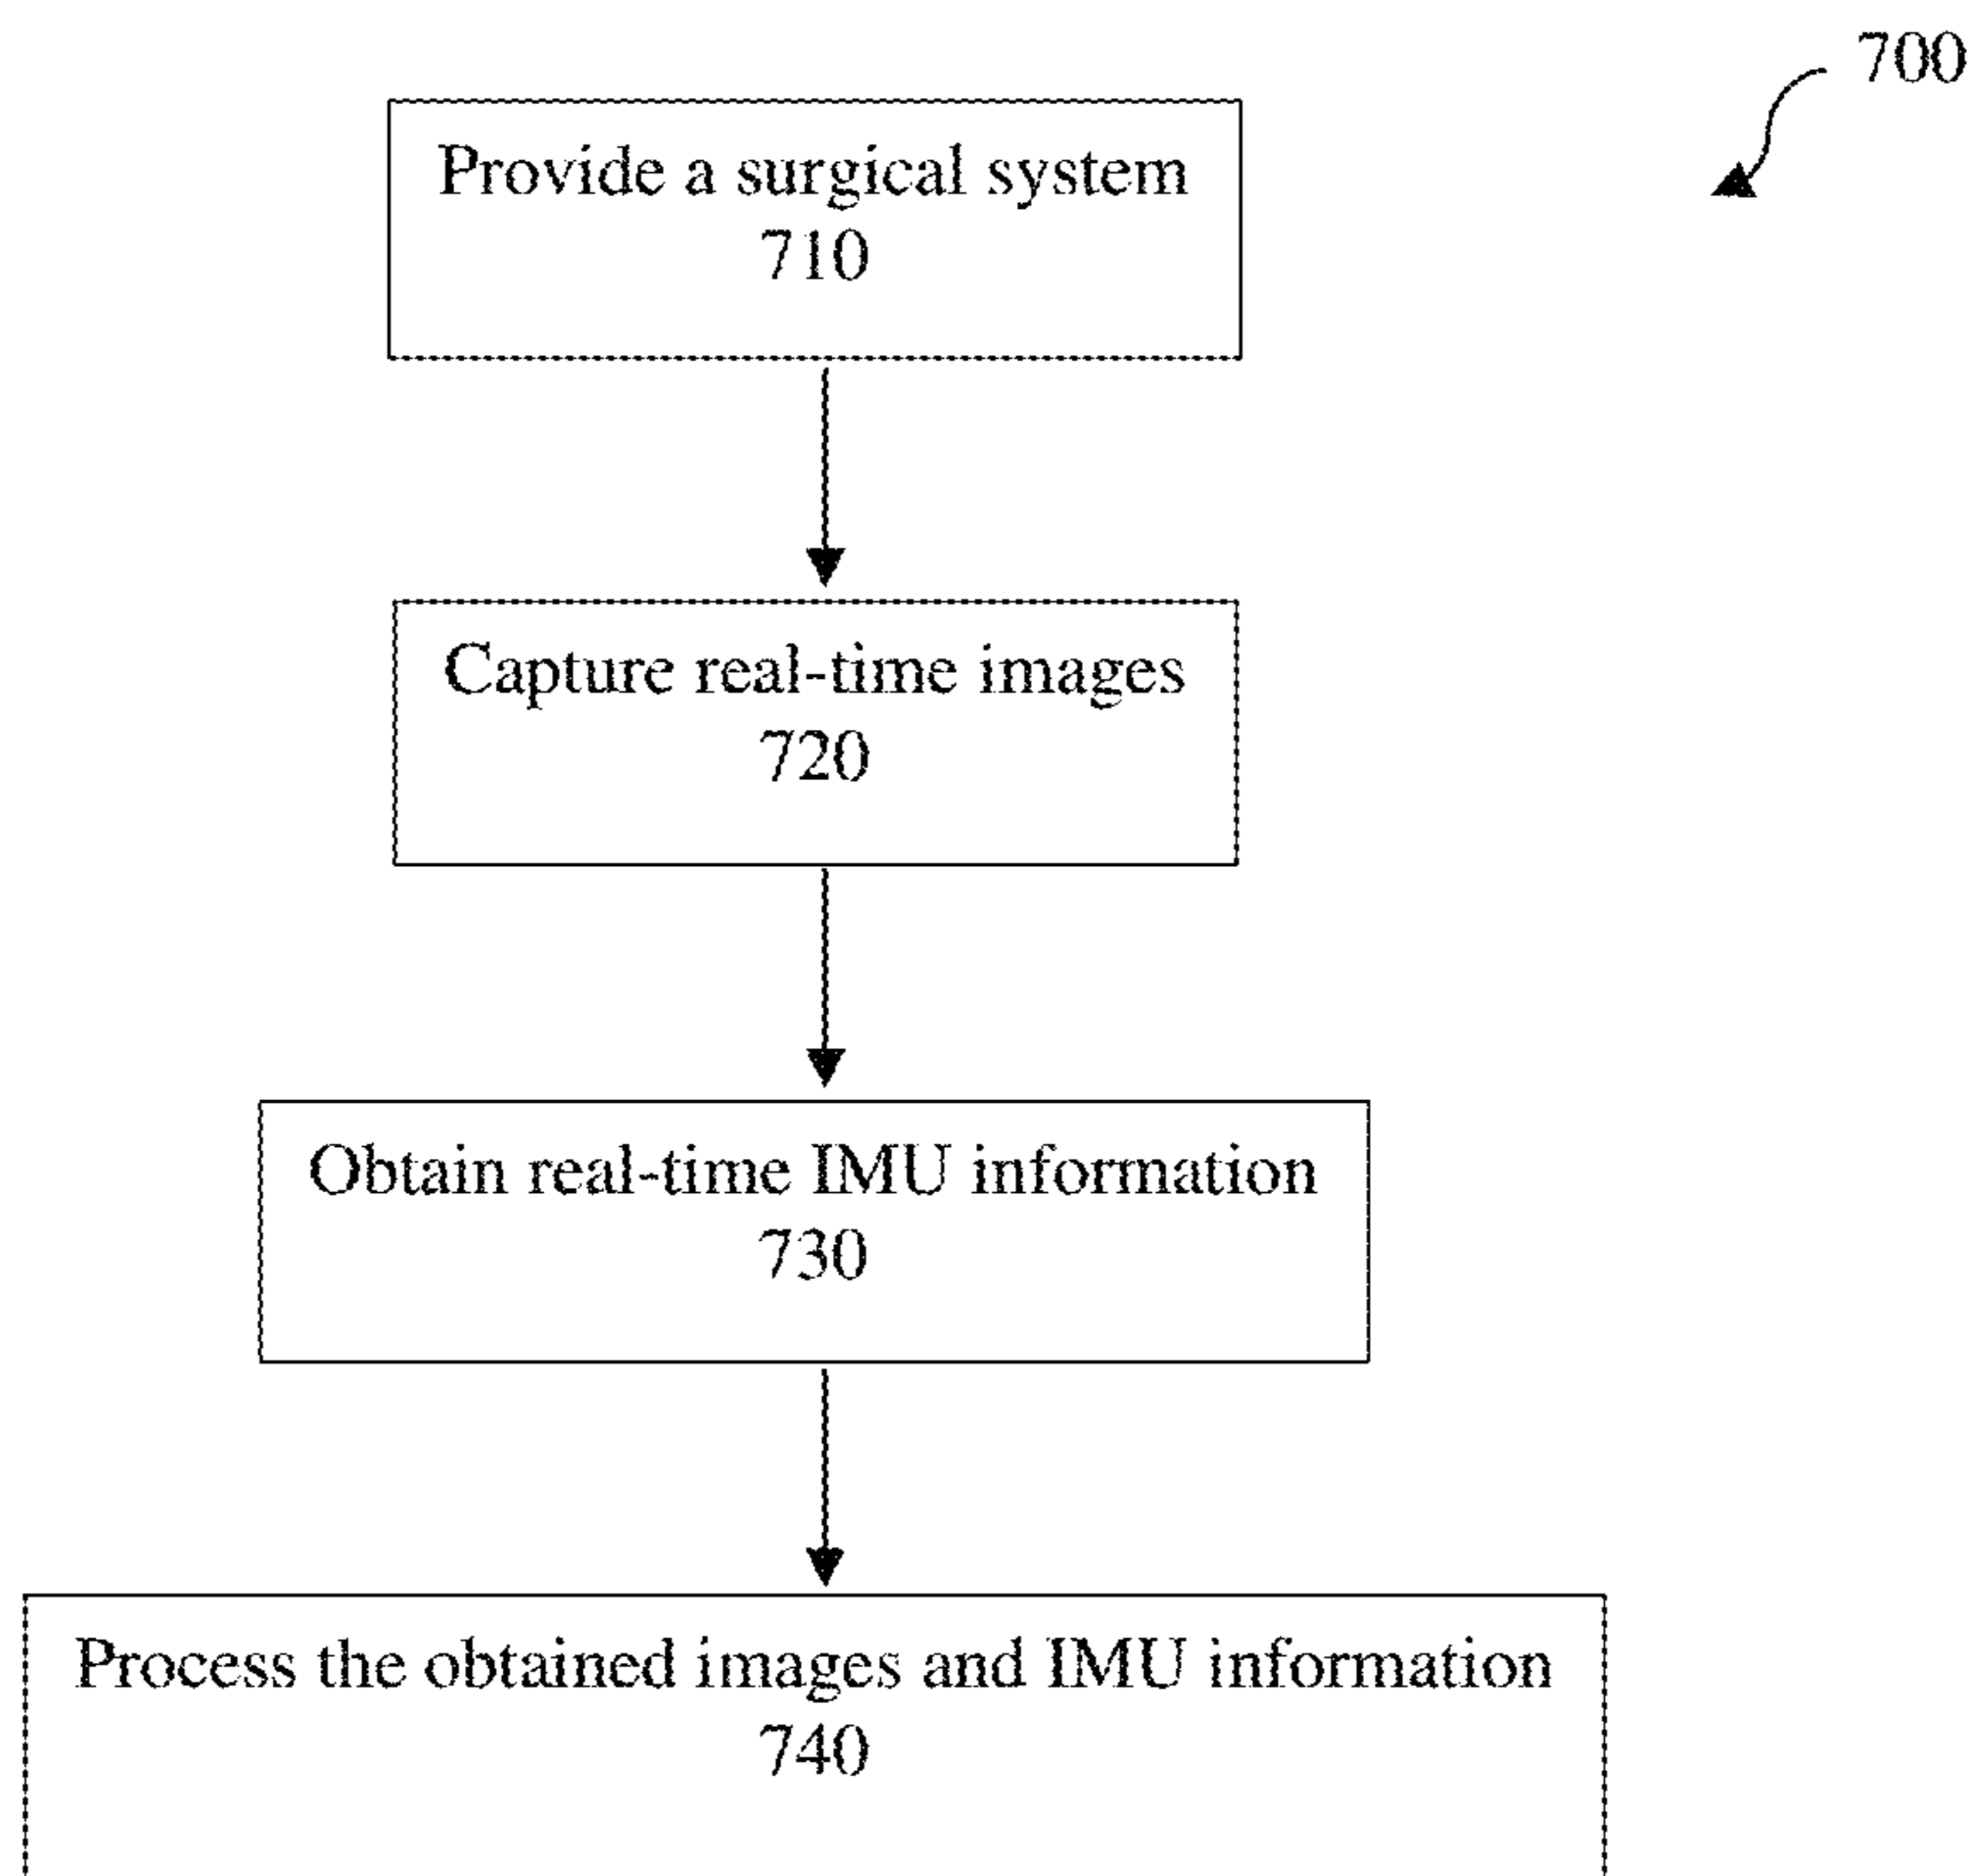 700
Provide a surgical system
710
Capture real-time images
720
Obtain real-time IMU information
730
Process the obtained images and IMU information
740